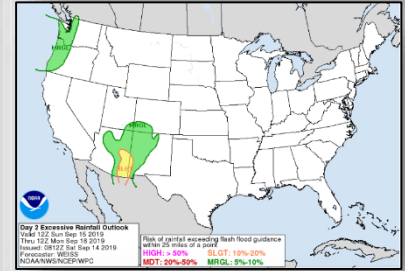 MRGL
MRGL
SLGT
noaa
Day 2 Excessive Rainfall Outlook
Valid 12Z Sun Sep 15 2019
Thru 12Z Mon Sep 16 2019
Issued: 0812Z Sat Sep 14 2019
Forecaster: WEISS
NOAA/NWS/NCEP/WPC
Risk of rainfall exceeding flash flood guidance
within 25 miles of a point
HIGH: > 50% SLGT: 10%-20%
MDT: 20%-50% MRGL: 5%-10%